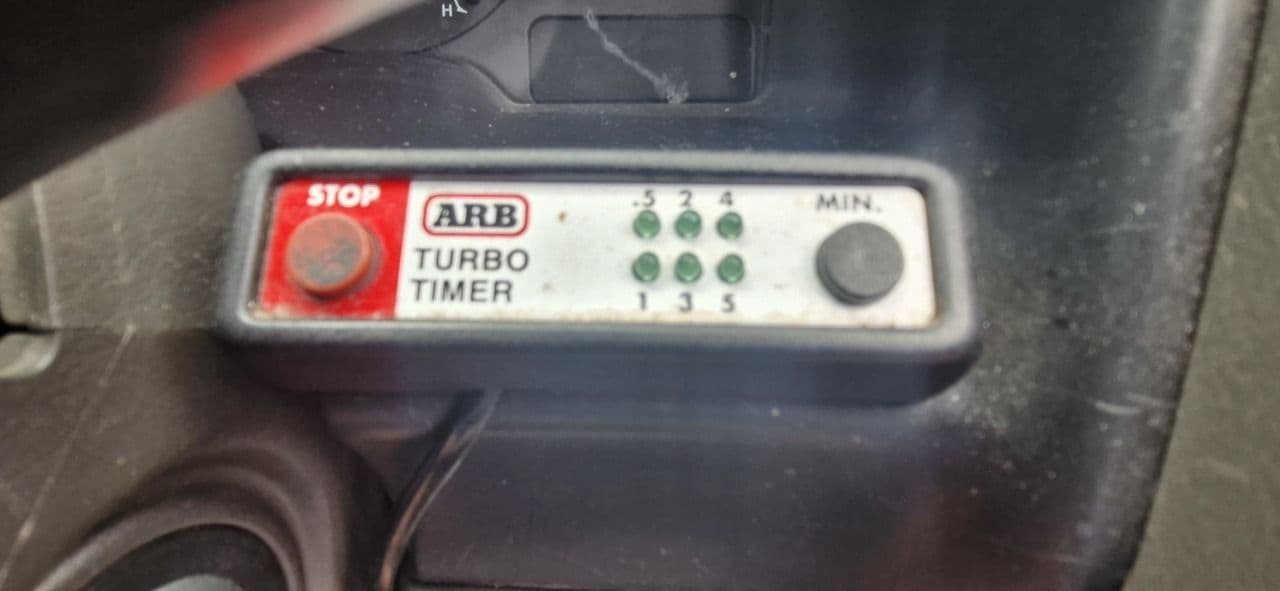 H
STOP
ARB
TURBO
TIMER
.5 2 4
1 3 5
MIN.